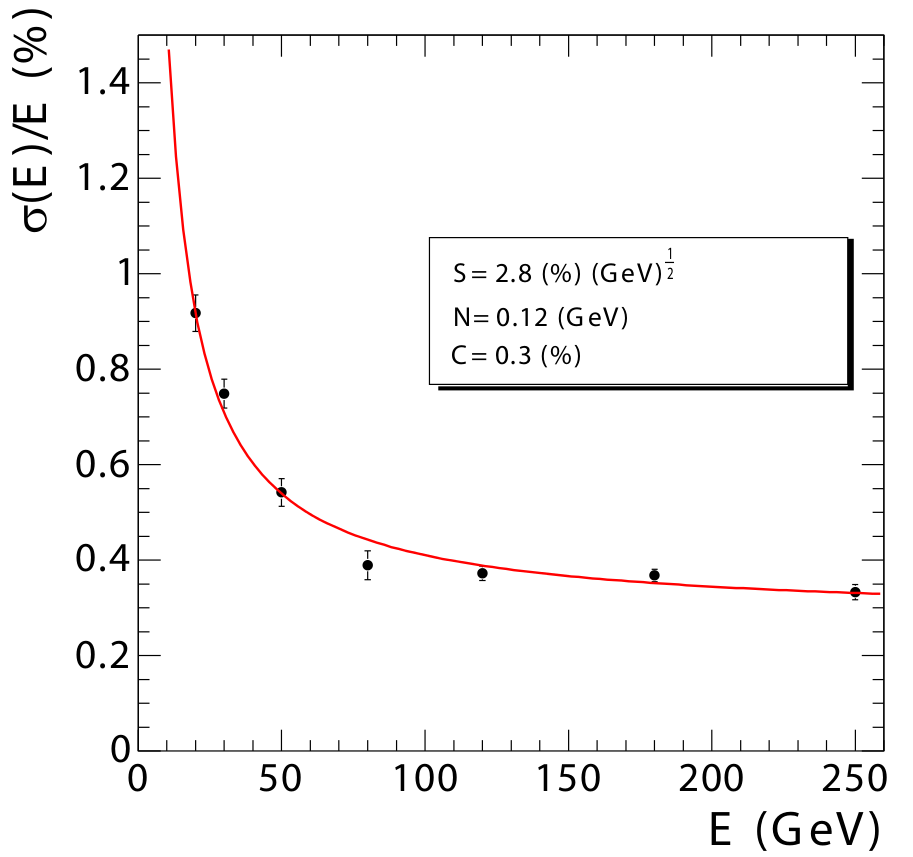 σ(E)/E (%)
1.4
1.2
1
0.8
0.6
0.4
0.2
0
S= 2.8 (%) (GeV)^1/2
N= 0.12 (GeV)
C= 0.3 (%)
0 50 100 150 200 250
E (GeV)